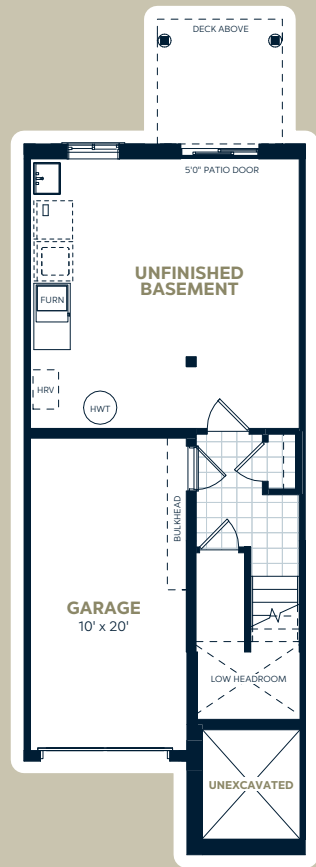 DECK ABOVE
5'0" PATIO DOOR
UNFINISHED
BASEMENT
FURN
HRV
HWT
BULKHEAD
GARAGE
10' x 20'
LOW HEADROOM
UNEXCAVATED